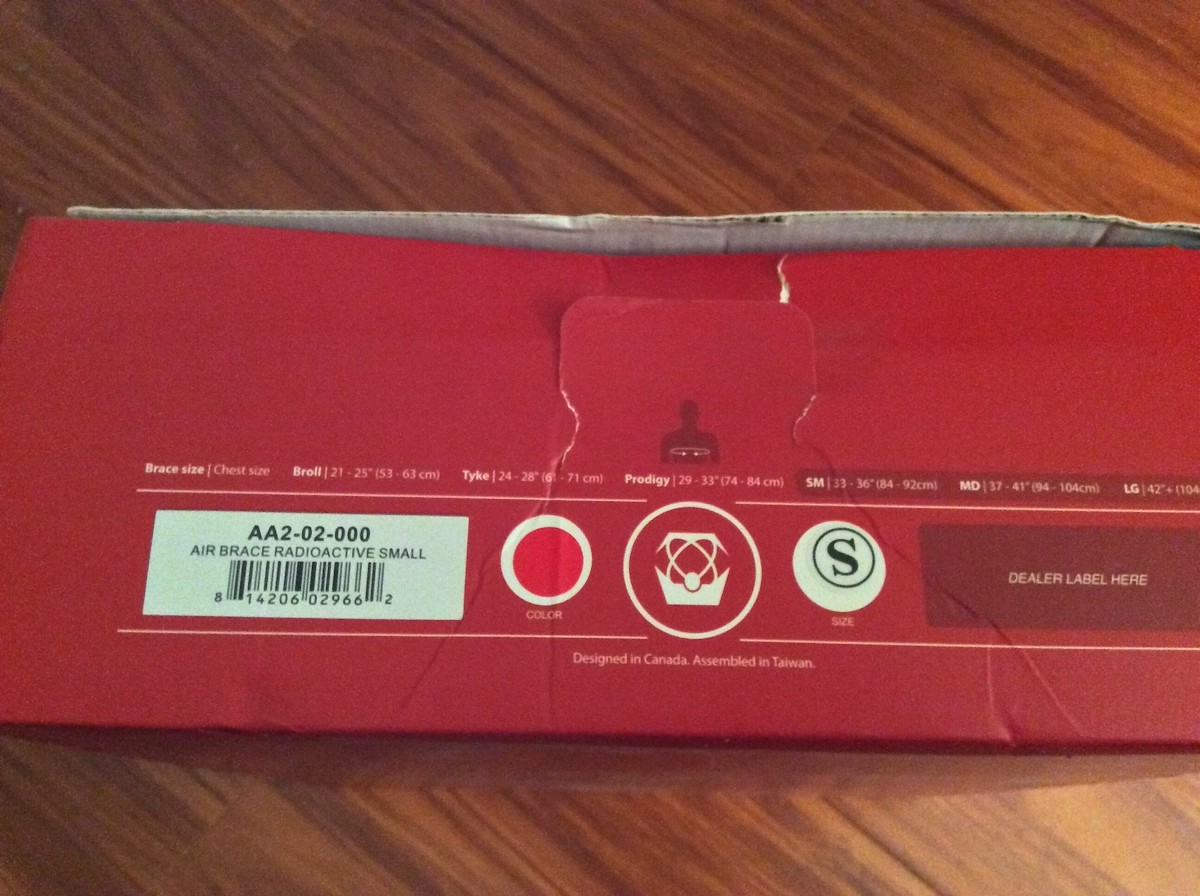 Brace size | Chest size Broll | 21 - 25" (53 - 63 cm) Tyke | 24 - 28" (61 - 71 cm) Prodigy | 29 - 33" (74 - 84 cm) SM | 33 - 36" (84 - 92cm) MD | 37 - 41" (94 - 104cm) LG | 42"+ (104
AA2-02-000
AIR BRACE RADIOACTIVE SMALL
8 14206 02966 2
COLOR
S
SIZE
DEALER LABEL HERE
Designed in Canada. Assembled in Taiwan.